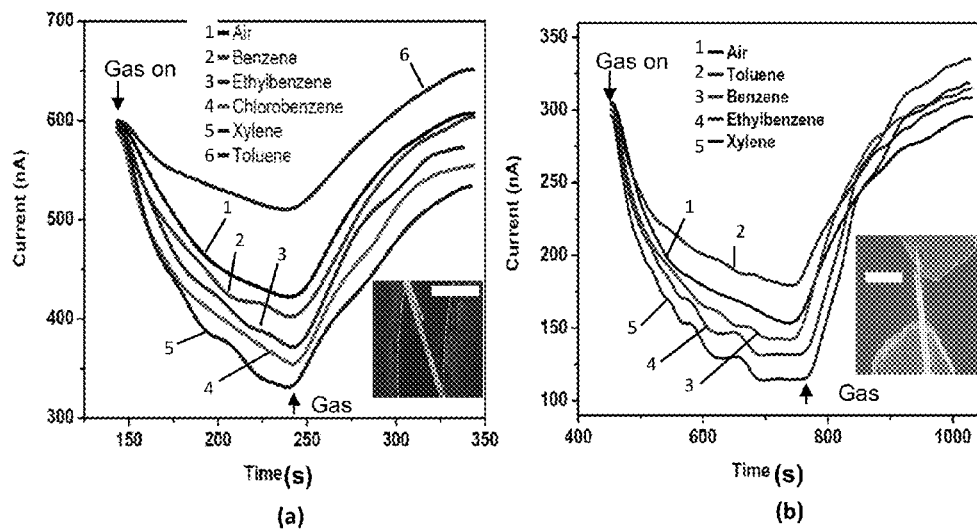 700
1 Air
2 Benzene
3 Ethylbenzene
4 Chlorobenzene
5 Xylene
6 Toluene
Gas on
6
600
500
400
300
Current (nA)
1
2
3
5
4
Gas
150
200
250
300
350
Time (s)
(a)
350
1 Air
2 Toluene
3 Benzene
4 Ethylbenzene
5 Xylene
Gas on
300
250
200
150
100
Current (nA)
1
2
5
4
3
Gas
400
600
800
1000
Time (s)
(b)